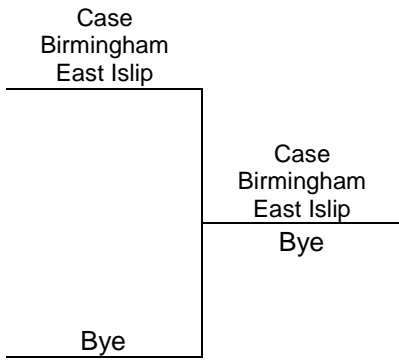 Case
Birmingham
East Islip
Case
Birmingham
East Islip
Bye
Bye